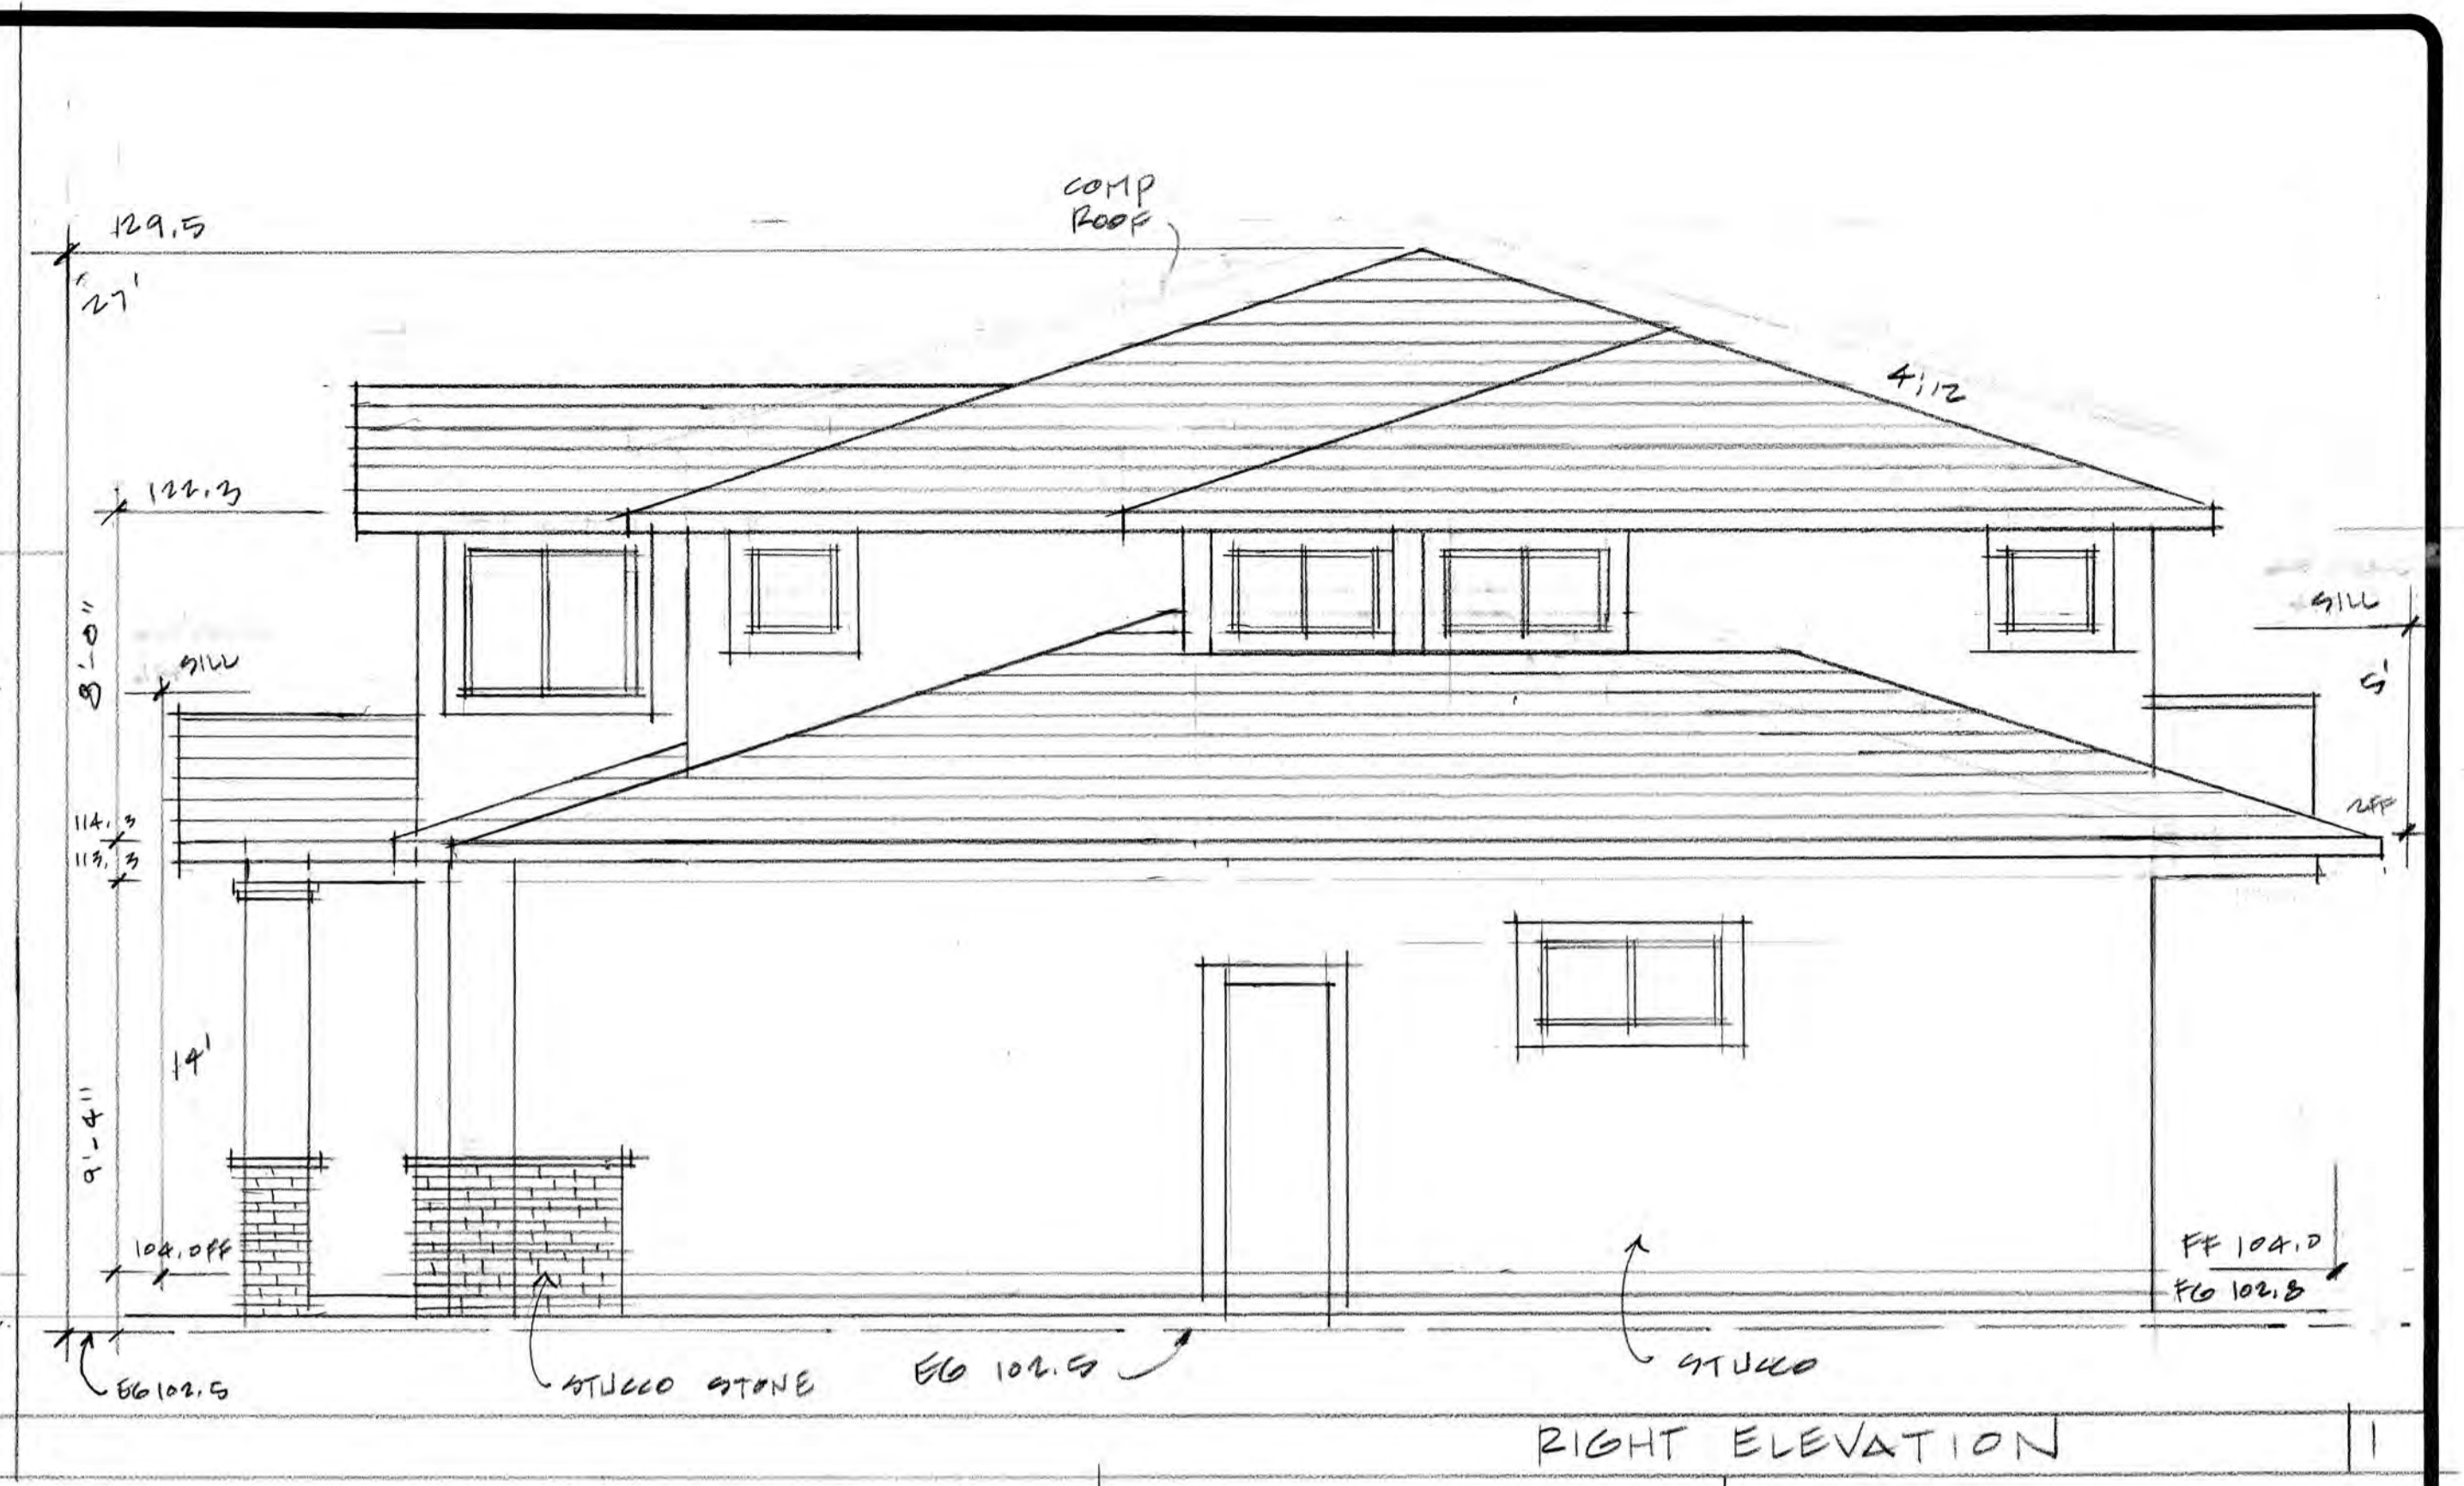 COMP
ROOF
129.5
27'
4:12
122.3
8'-0"
SILL
SILL
5'
2FF
114.3
113.3
14'
9'-4"
104.0FF
FF 104.0
FG 102.8
EG 102.5
STUCCO STONE
EG 102.5
STUCCO
RIGHT ELEVATION
1